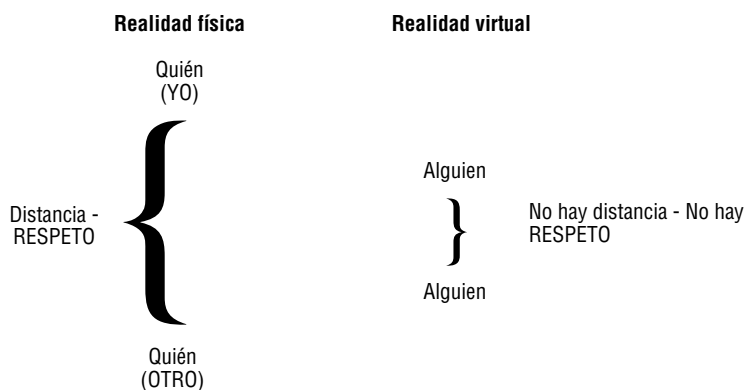 Realidad física
Realidad virtual
Quién
(YO)
Distancia -
RESPETO
Quién
(OTRO)
Alguien
Alguien
No hay distancia - No hay
RESPETO